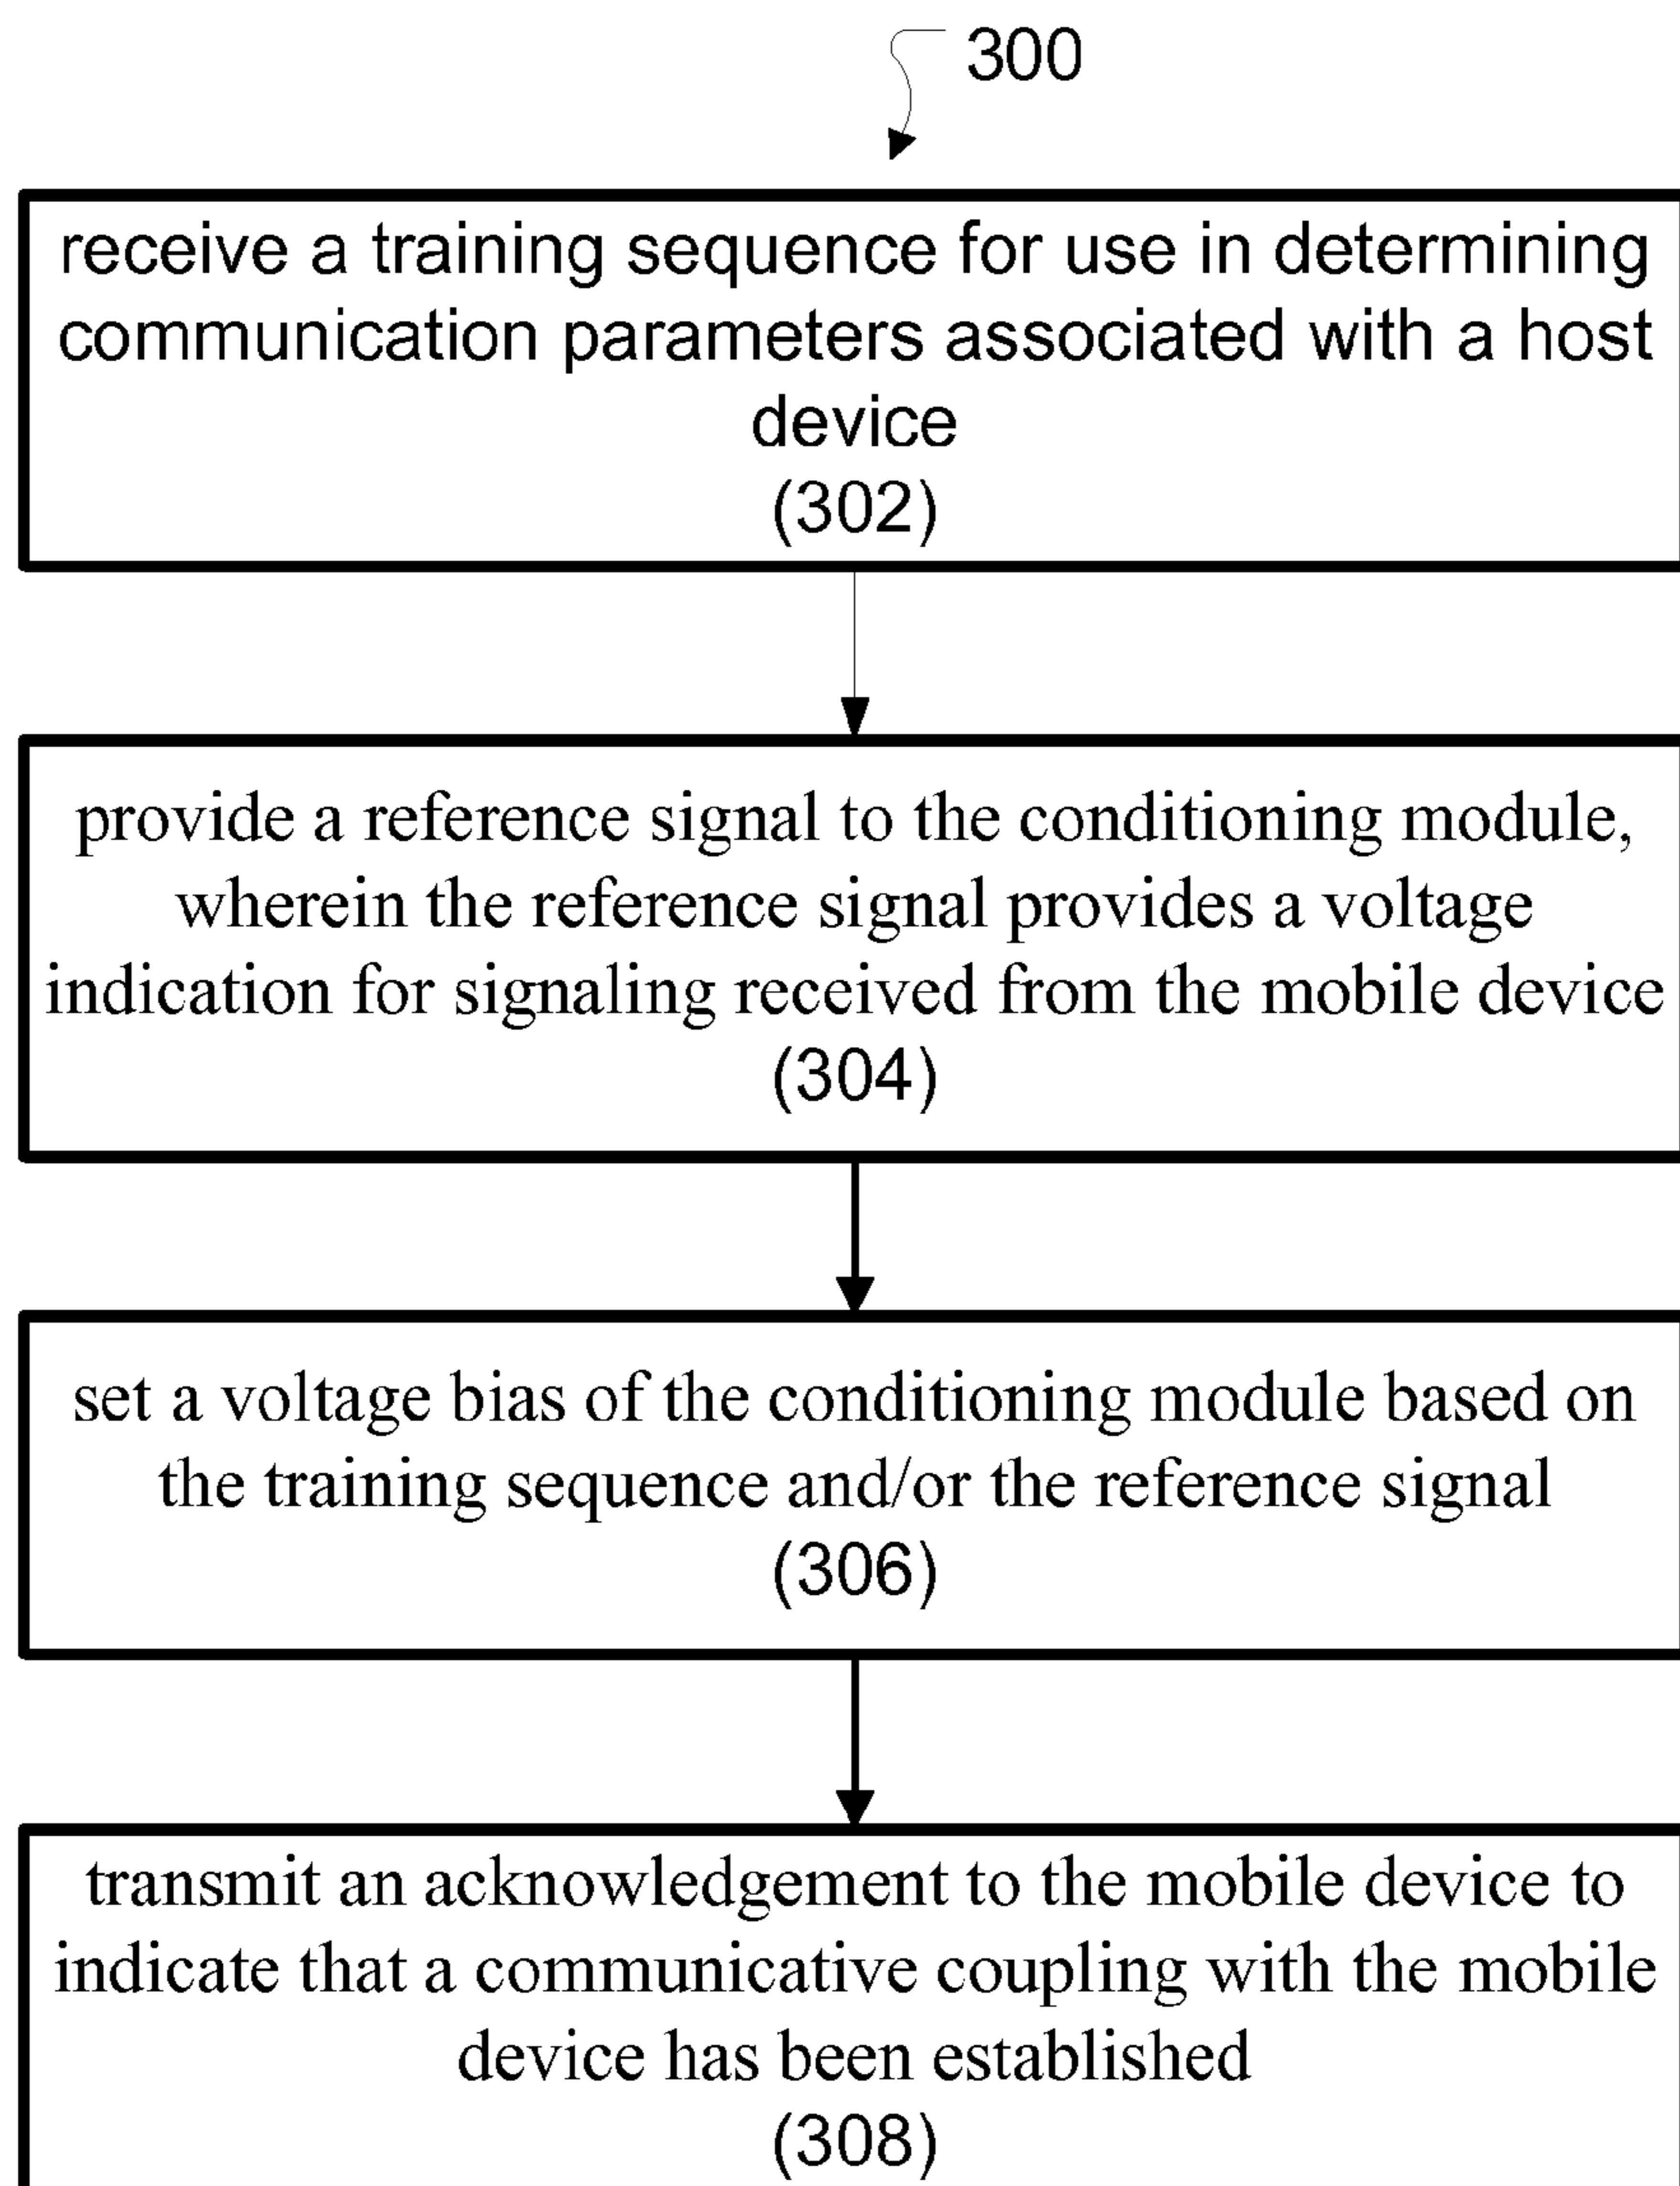 300
receive a training sequence for use in determining
communication parameters associated with a host
device
(302)
provide a reference signal to the conditioning module,
wherein the reference signal provides a voltage
indication for signaling received from the mobile device
(304)
set a voltage bias of the conditioning module based on
the training sequence and/or the reference signal
(306)
transmit an acknowledgement to the mobile device to
indicate that a communicative coupling with the mobile
device has been established
(308)